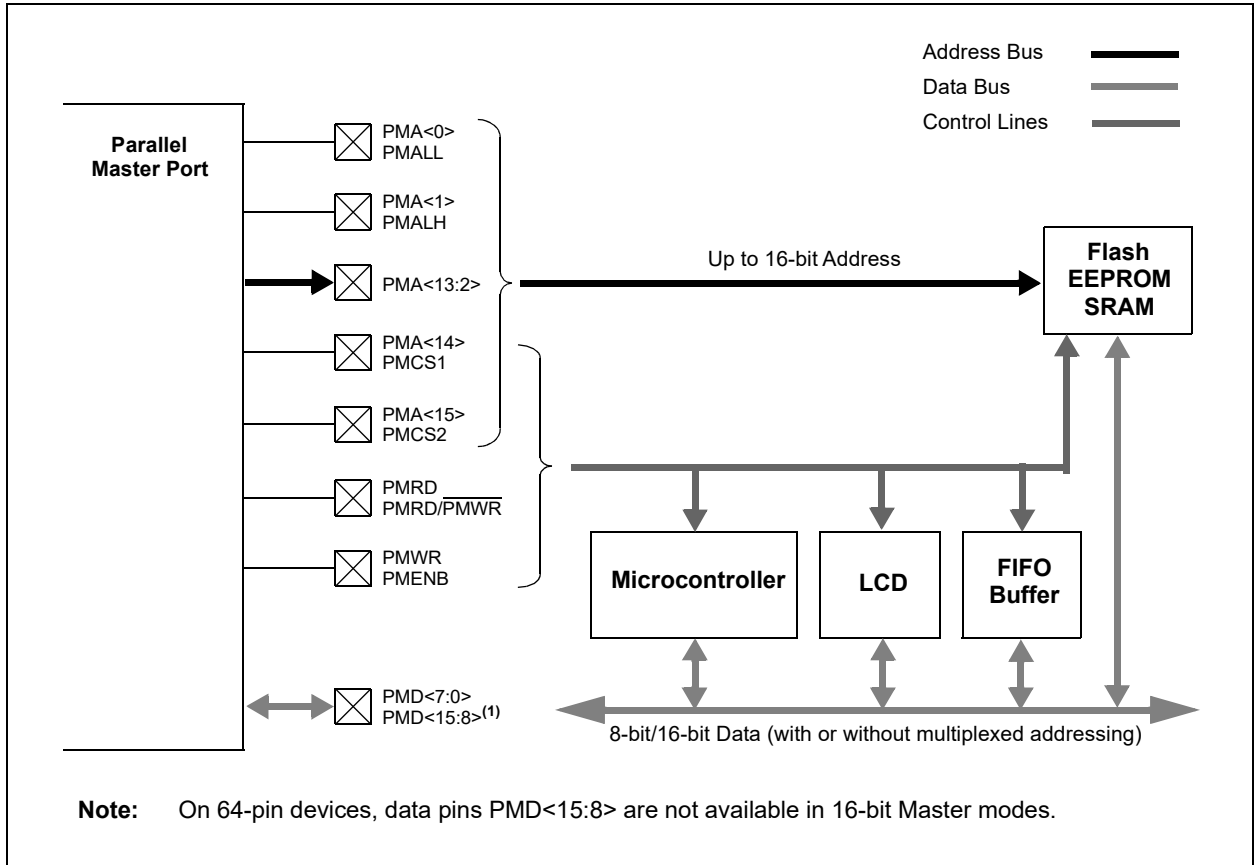 Address Bus
Data Bus
Control Lines
Parallel
Master Port
PMA<0>
PMALL
PMA<1>
PMALH
PMA<13:2>
PMA<14>
PMCS1
PMA<15>
PMCS2
PMRD
PMRD/PMWR
PMWR
PMENB
PMD<7:0>
PMD<15:8>(1)
Up to 16-bit Address
Flash
EEPROM
SRAM
Microcontroller
LCD
FIFO
Buffer
8-bit/16-bit Data (with or without multiplexed addressing)
Note: On 64-pin devices, data pins PMD<15:8> are not available in 16-bit Master modes.